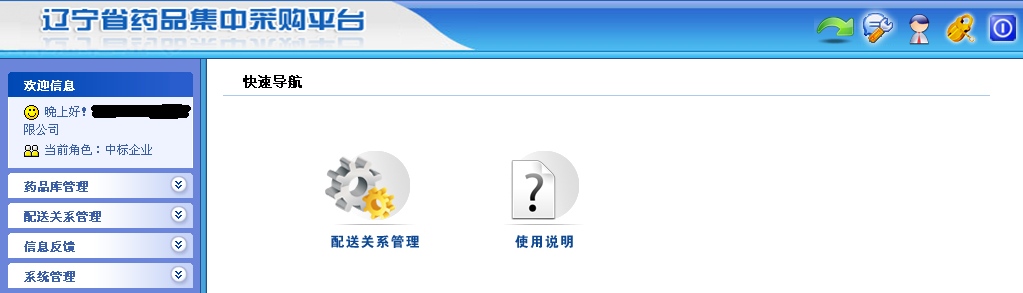 辽宁省药品集中采购平台
欢迎信息
快速导航
晚上好!
限公司
当前角色：中标企业
药品库管理
配送关系管理
信息反馈
系统管理
配送关系管理
使用说明